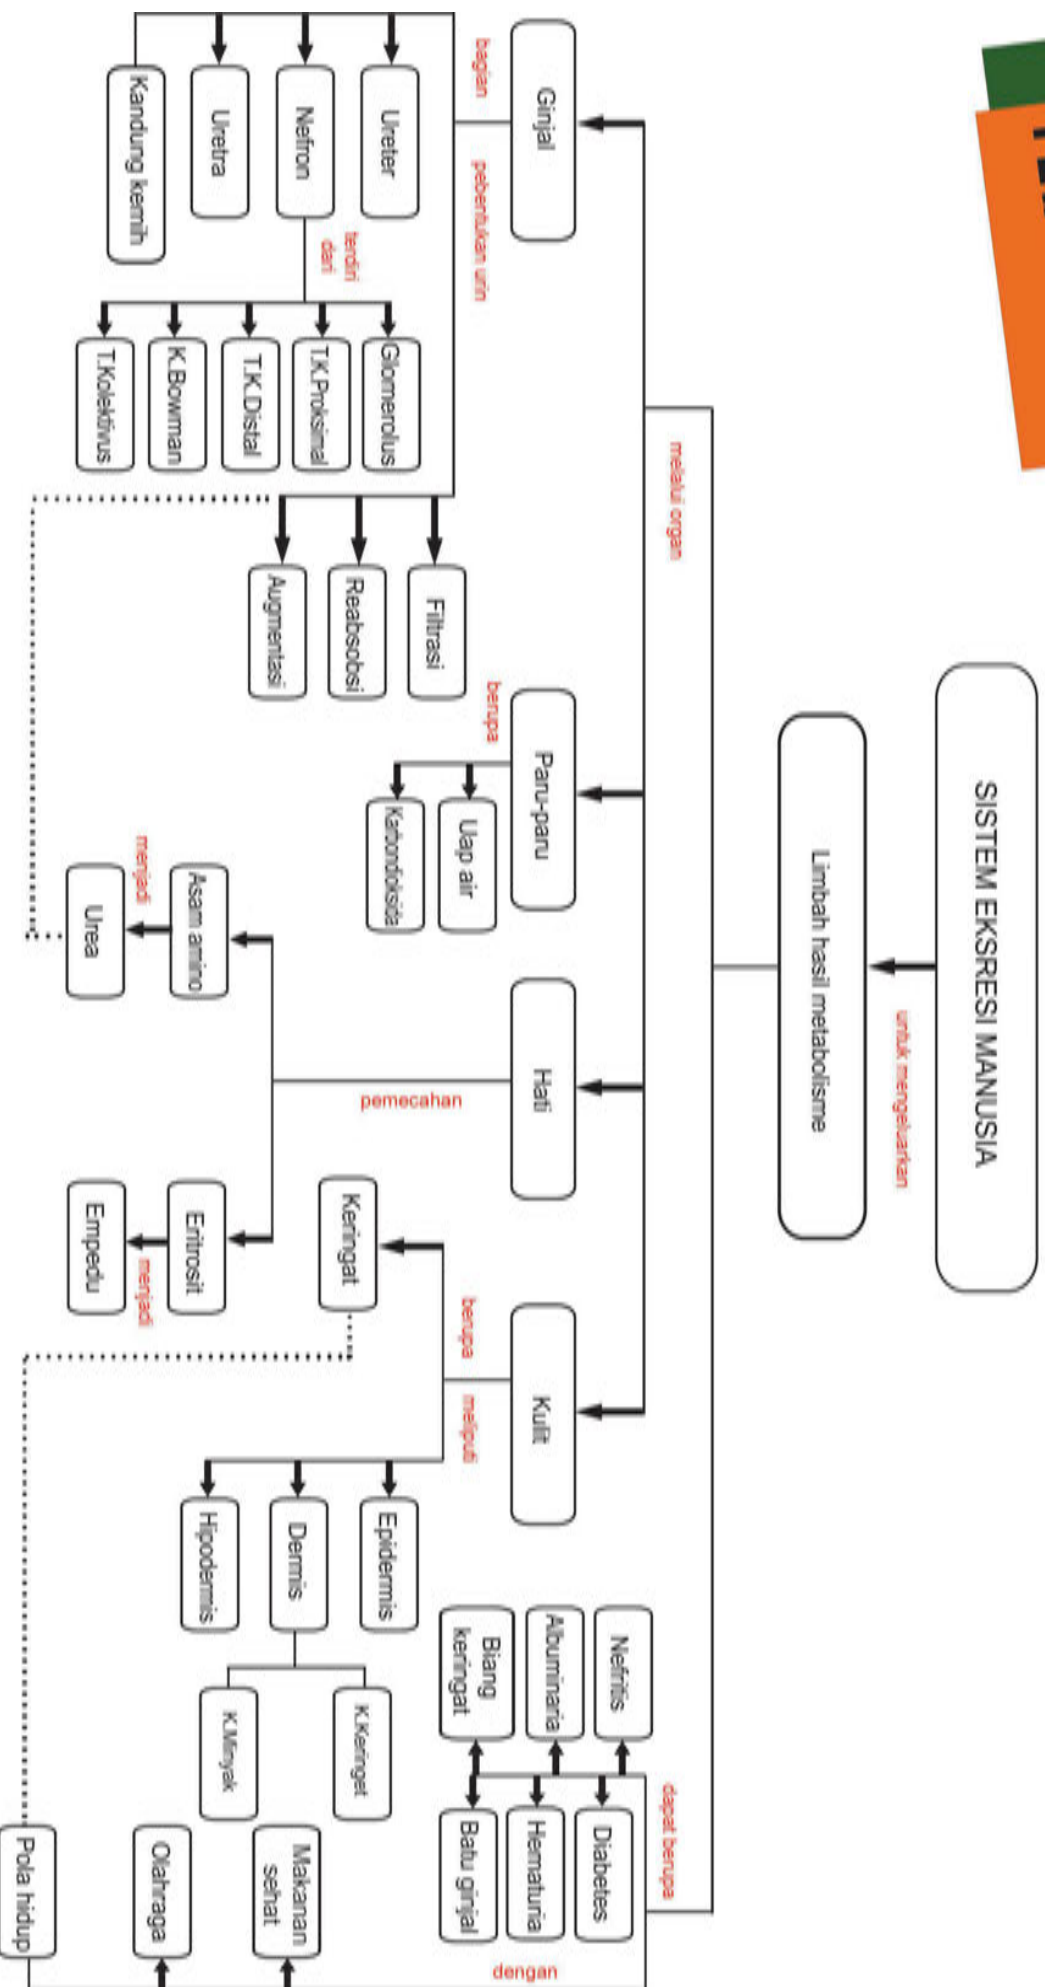 SISTEM EKSRESI MANUSIA
untuk mengeluarkan
Limbah hasil metabolisme
melalui organ
dapat berupa
Ginjal
Paru-paru
Hati
Kulit
bagian
pebentukan urin
berupa
pemecahan
berupa
meliputi
Nefritis
Diabetes
Albuminaria
Hematuria
Biang
keringat
Batu ginjal
dengan
Ureter
Nefron
Uretra
Kandung kemih
terdiri
dari
Glomerolus
T.K.Proksimal
T.K.Distal
K.Bowman
T.Kolektivus
Filtrasi
Reabsobsi
Augmentasi
Uap air
Karbondioksida
Asam amino
menjadi
Urea
Eritrosit
menjadi
Empedu
Keringat
Epidermis
Dermis
Hipodermis
K.Keringet
K.Minyak
Makanan
sehat
Olahraga
Pola hidup